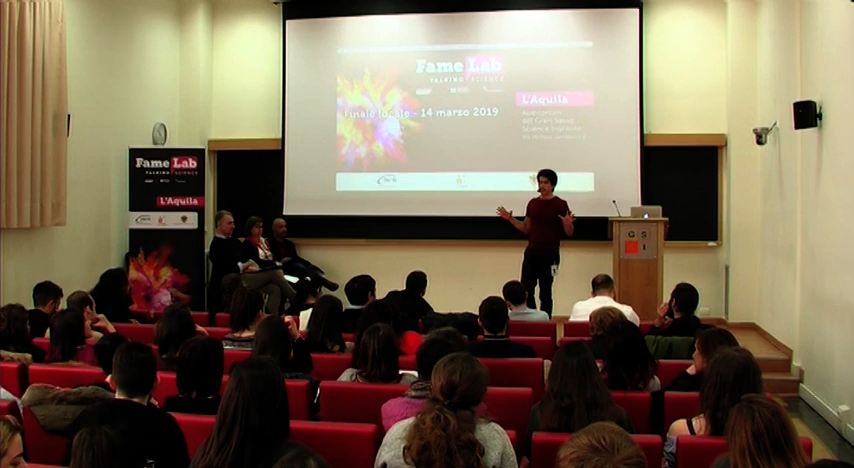 Fame Lab
TALKING SCIENCE
L'Aquila
Finale locale - 14 marzo 2019
Auditorium
del Gran Sasso
Science Institute
Fame Lab
TALKING SCIENCE
L'Aquila
G S
I